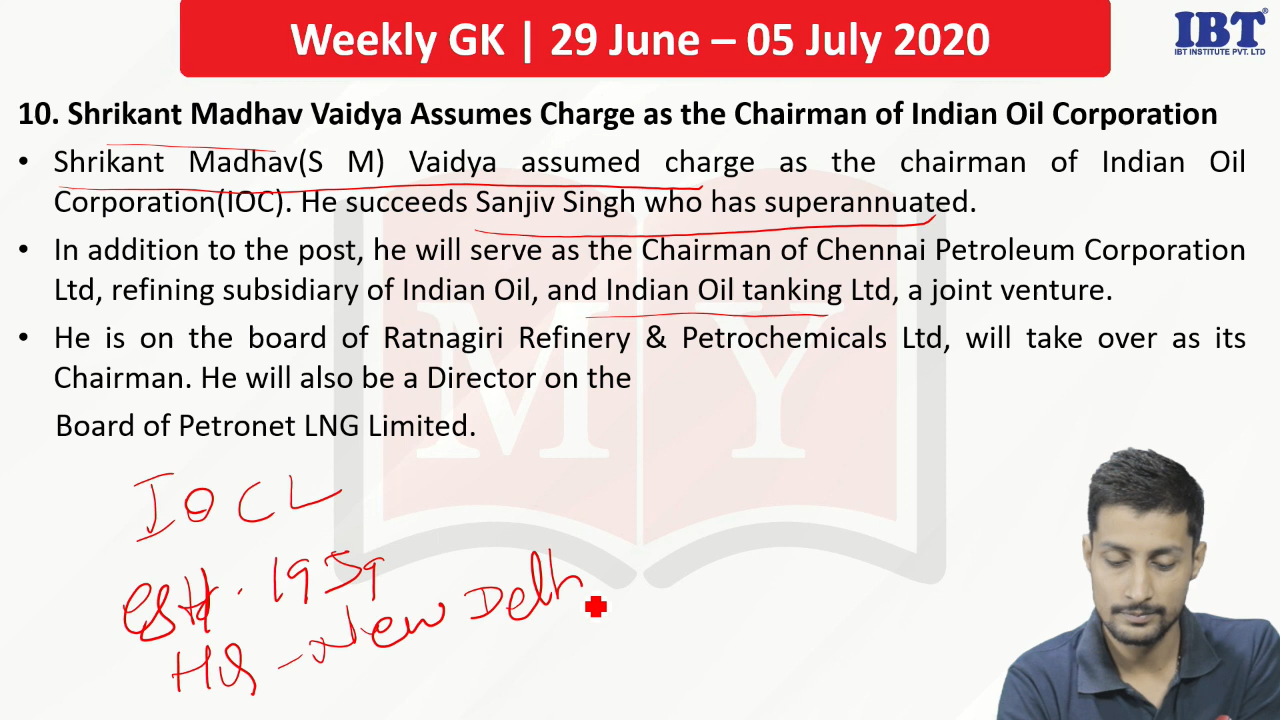 Weekly GK | 29 June – 05 July 2020
IBT
IBT INSTITUTE PVT. LTD
10. Shrikant Madhav Vaidya Assumes Charge as the Chairman of Indian Oil Corporation
• Shrikant Madhav(S M) Vaidya assumed charge as the chairman of Indian Oil
Corporation(IOC). He succeeds Sanjiv Singh who has superannuated.
• In addition to the post, he will serve as the Chairman of Chennai Petroleum Corporation
Ltd, refining subsidiary of Indian Oil, and Indian Oil tanking Ltd, a joint venture.
• He is on the board of Ratnagiri Refinery & Petrochemicals Ltd, will take over as its
Chairman. He will also be a Director on the
Board of Petronet LNG Limited.
M Y
IOCL
estd. 1959
HQ - New Delh